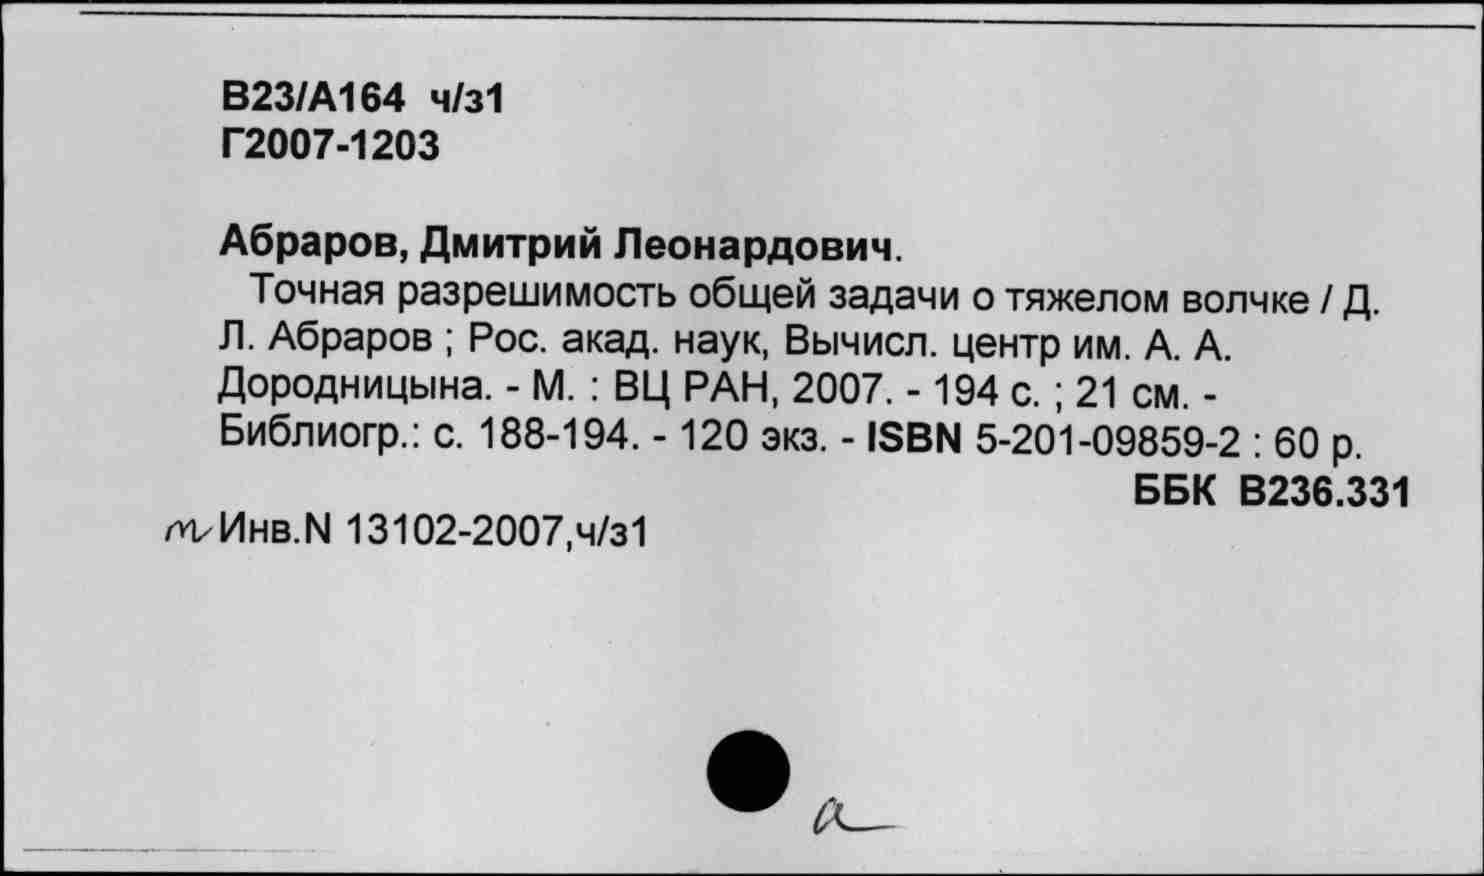 В23/А164 ч/з1
Г2007-1203
Абраров, Дмитрий Леонардович.
Точная разрешимость общей задачи о тяжелом волчке / Д.
Л. Абраров ; Рос. акад. наук, Вычисл. центр им. А. А.
Дородницына. - М. : ВЦ РАН, 2007. - 194 с. ; 21 см. -
Библиогр.: с. 188-194. - 120 экз. - ISBN 5-201-09859-2 : 60 р.
ББК В236.331
Инв.N 13102-2007,ч/з1
а